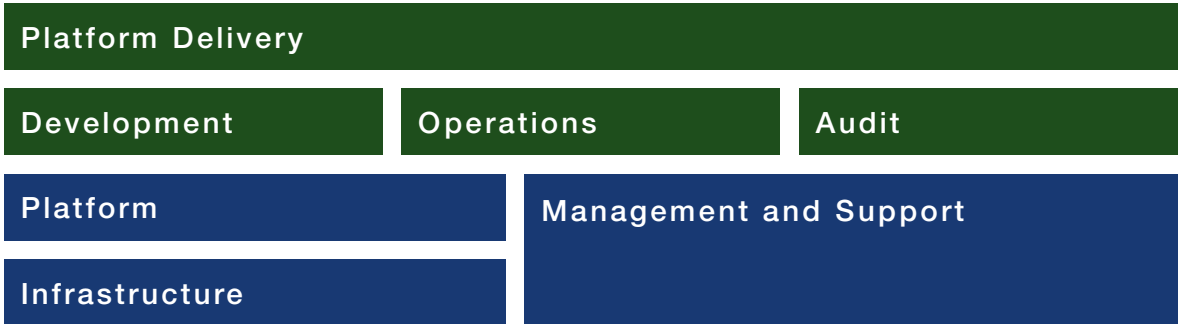 Platform Delivery
Development
Operations
Audit
Platform
Management and Support
Infrastructure